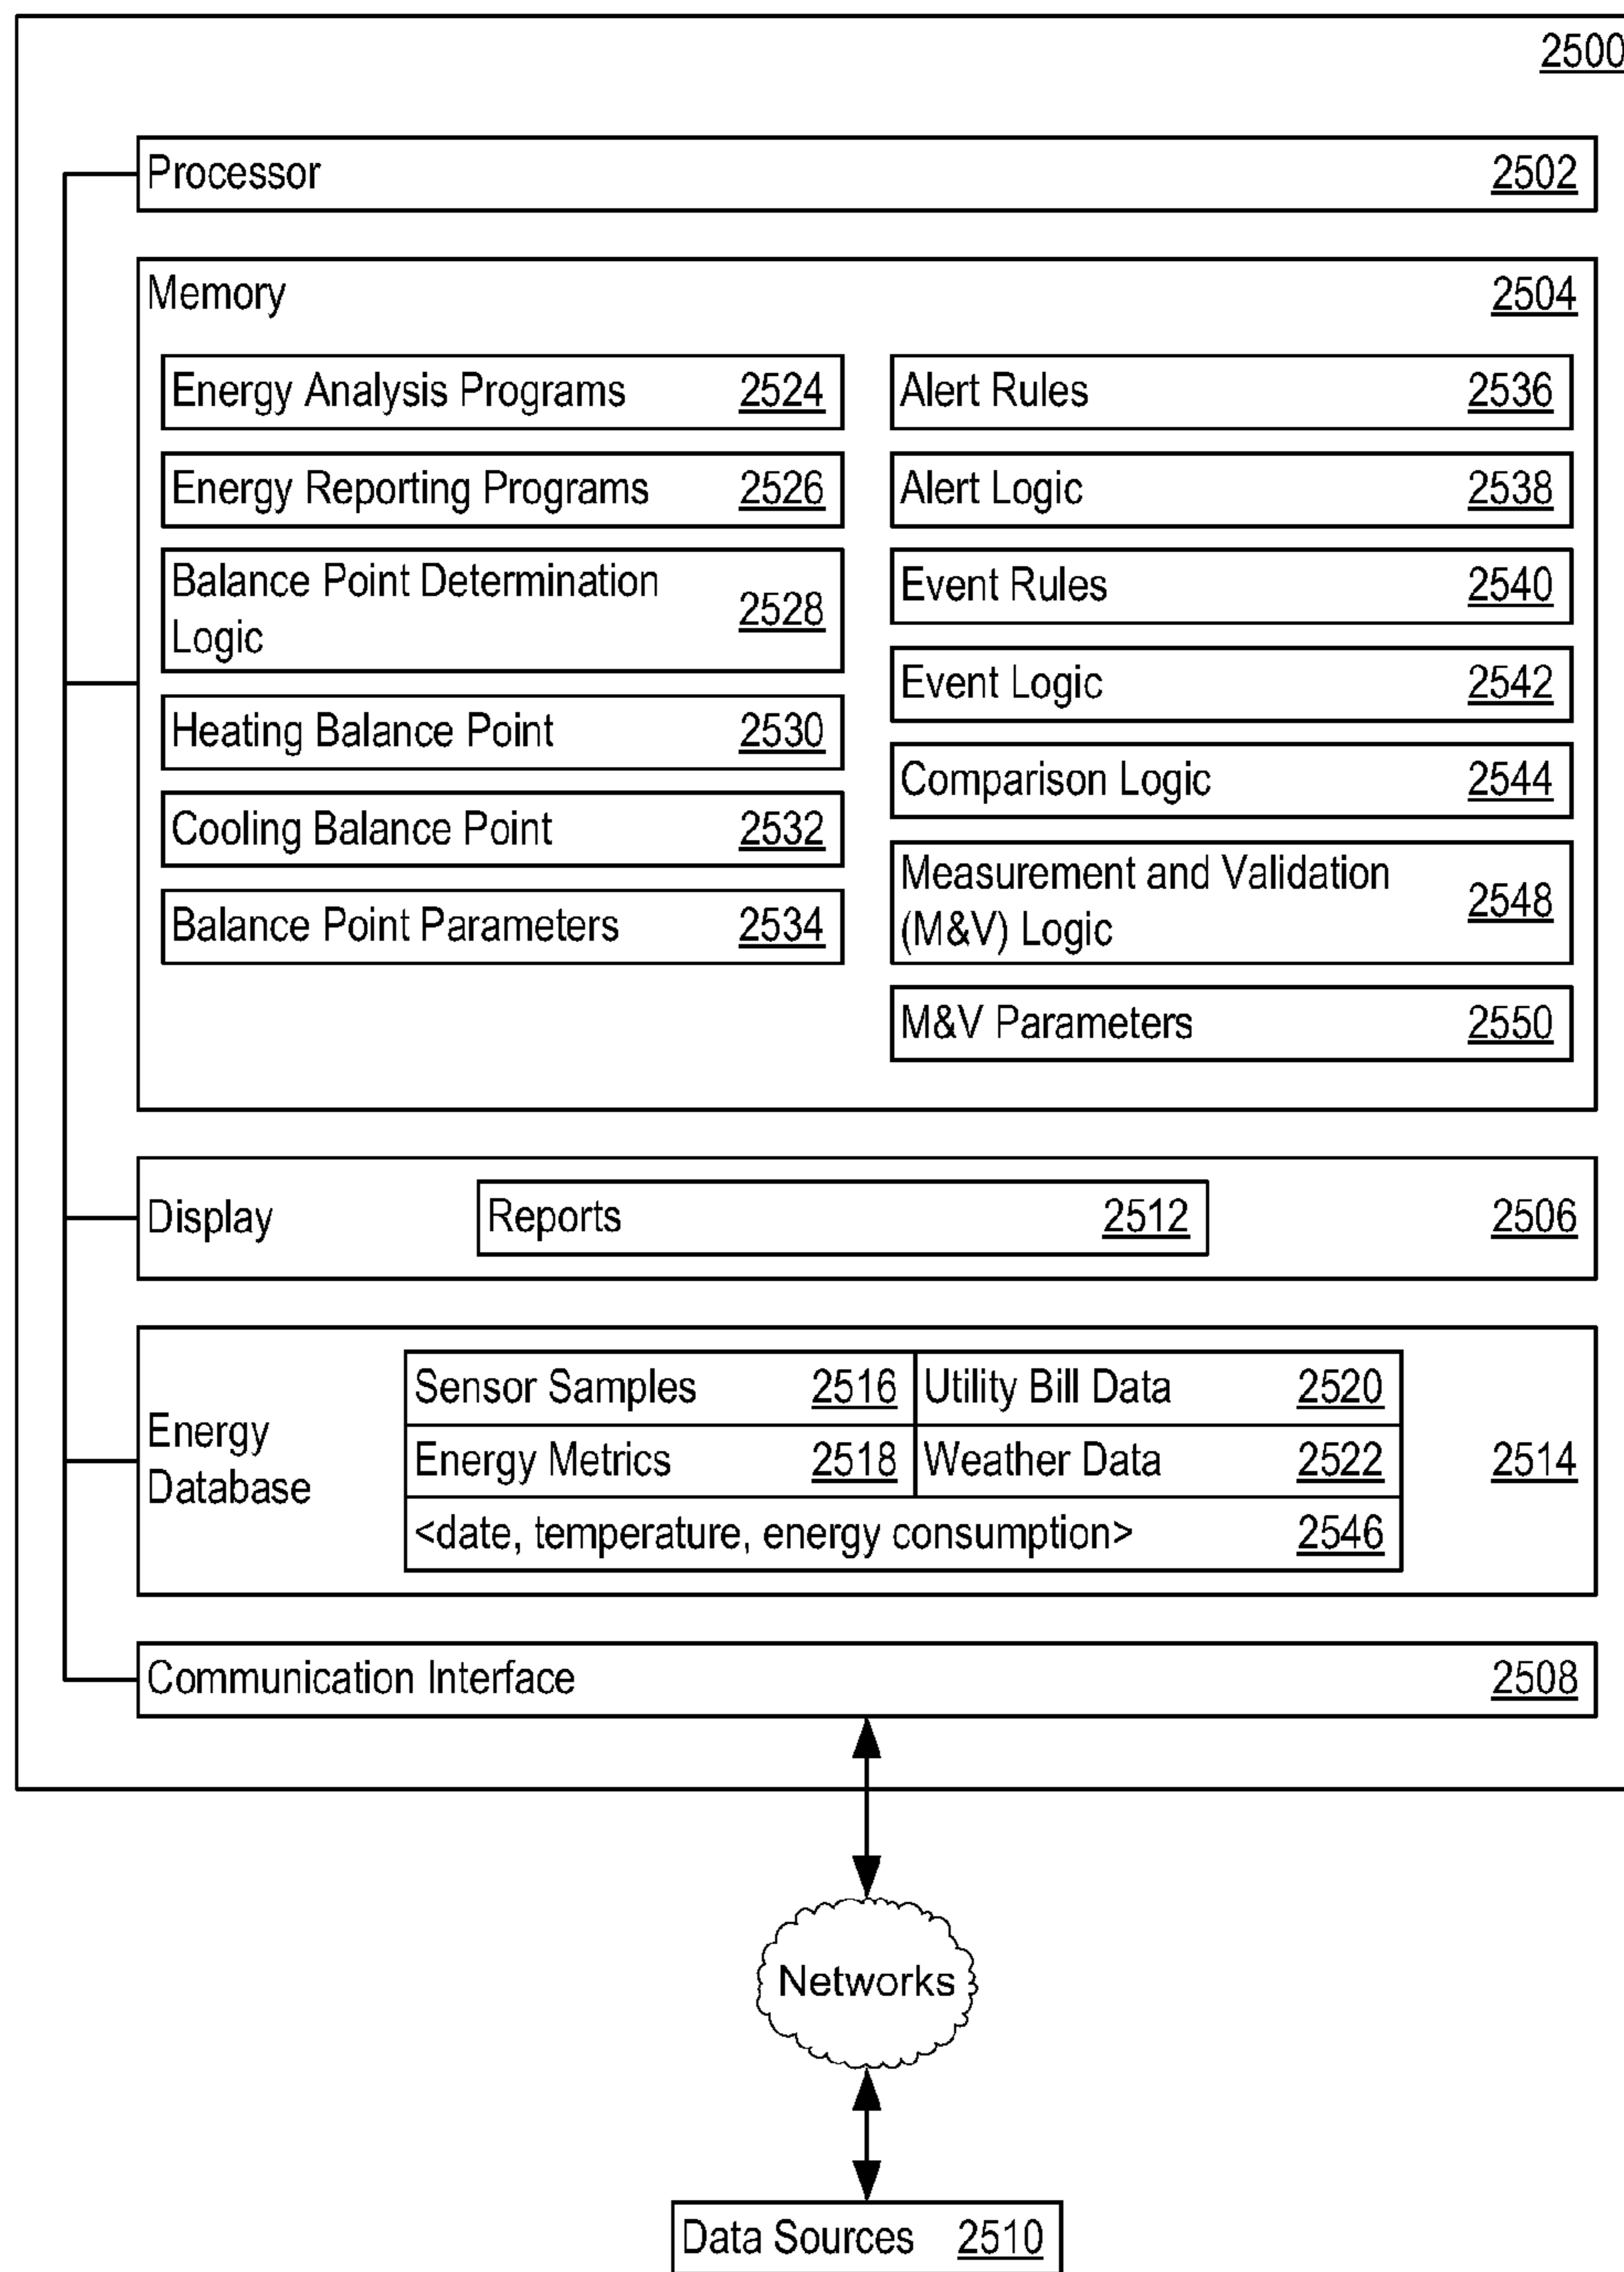 2500
Processor 2502
Memory 2504
Energy Analysis Programs 2524
Energy Reporting Programs 2526
Balance Point Determination
Logic 2528
Heating Balance Point 2530
Cooling Balance Point 2532
Balance Point Parameters 2534
Alert Rules 2536
Alert Logic 2538
Event Rules 2540
Event Logic 2542
Comparison Logic 2544
Measurement and Validation
(M&V) Logic 2548
M&V Parameters 2550
Display 2506
Reports 2512
Energy
Database 2514
Sensor Samples 2516
Utility Bill Data 2520
Energy Metrics 2518
Weather Data 2522
<date, temperature, energy consumption> 2546
Communication Interface 2508
Networks
Data Sources 2510